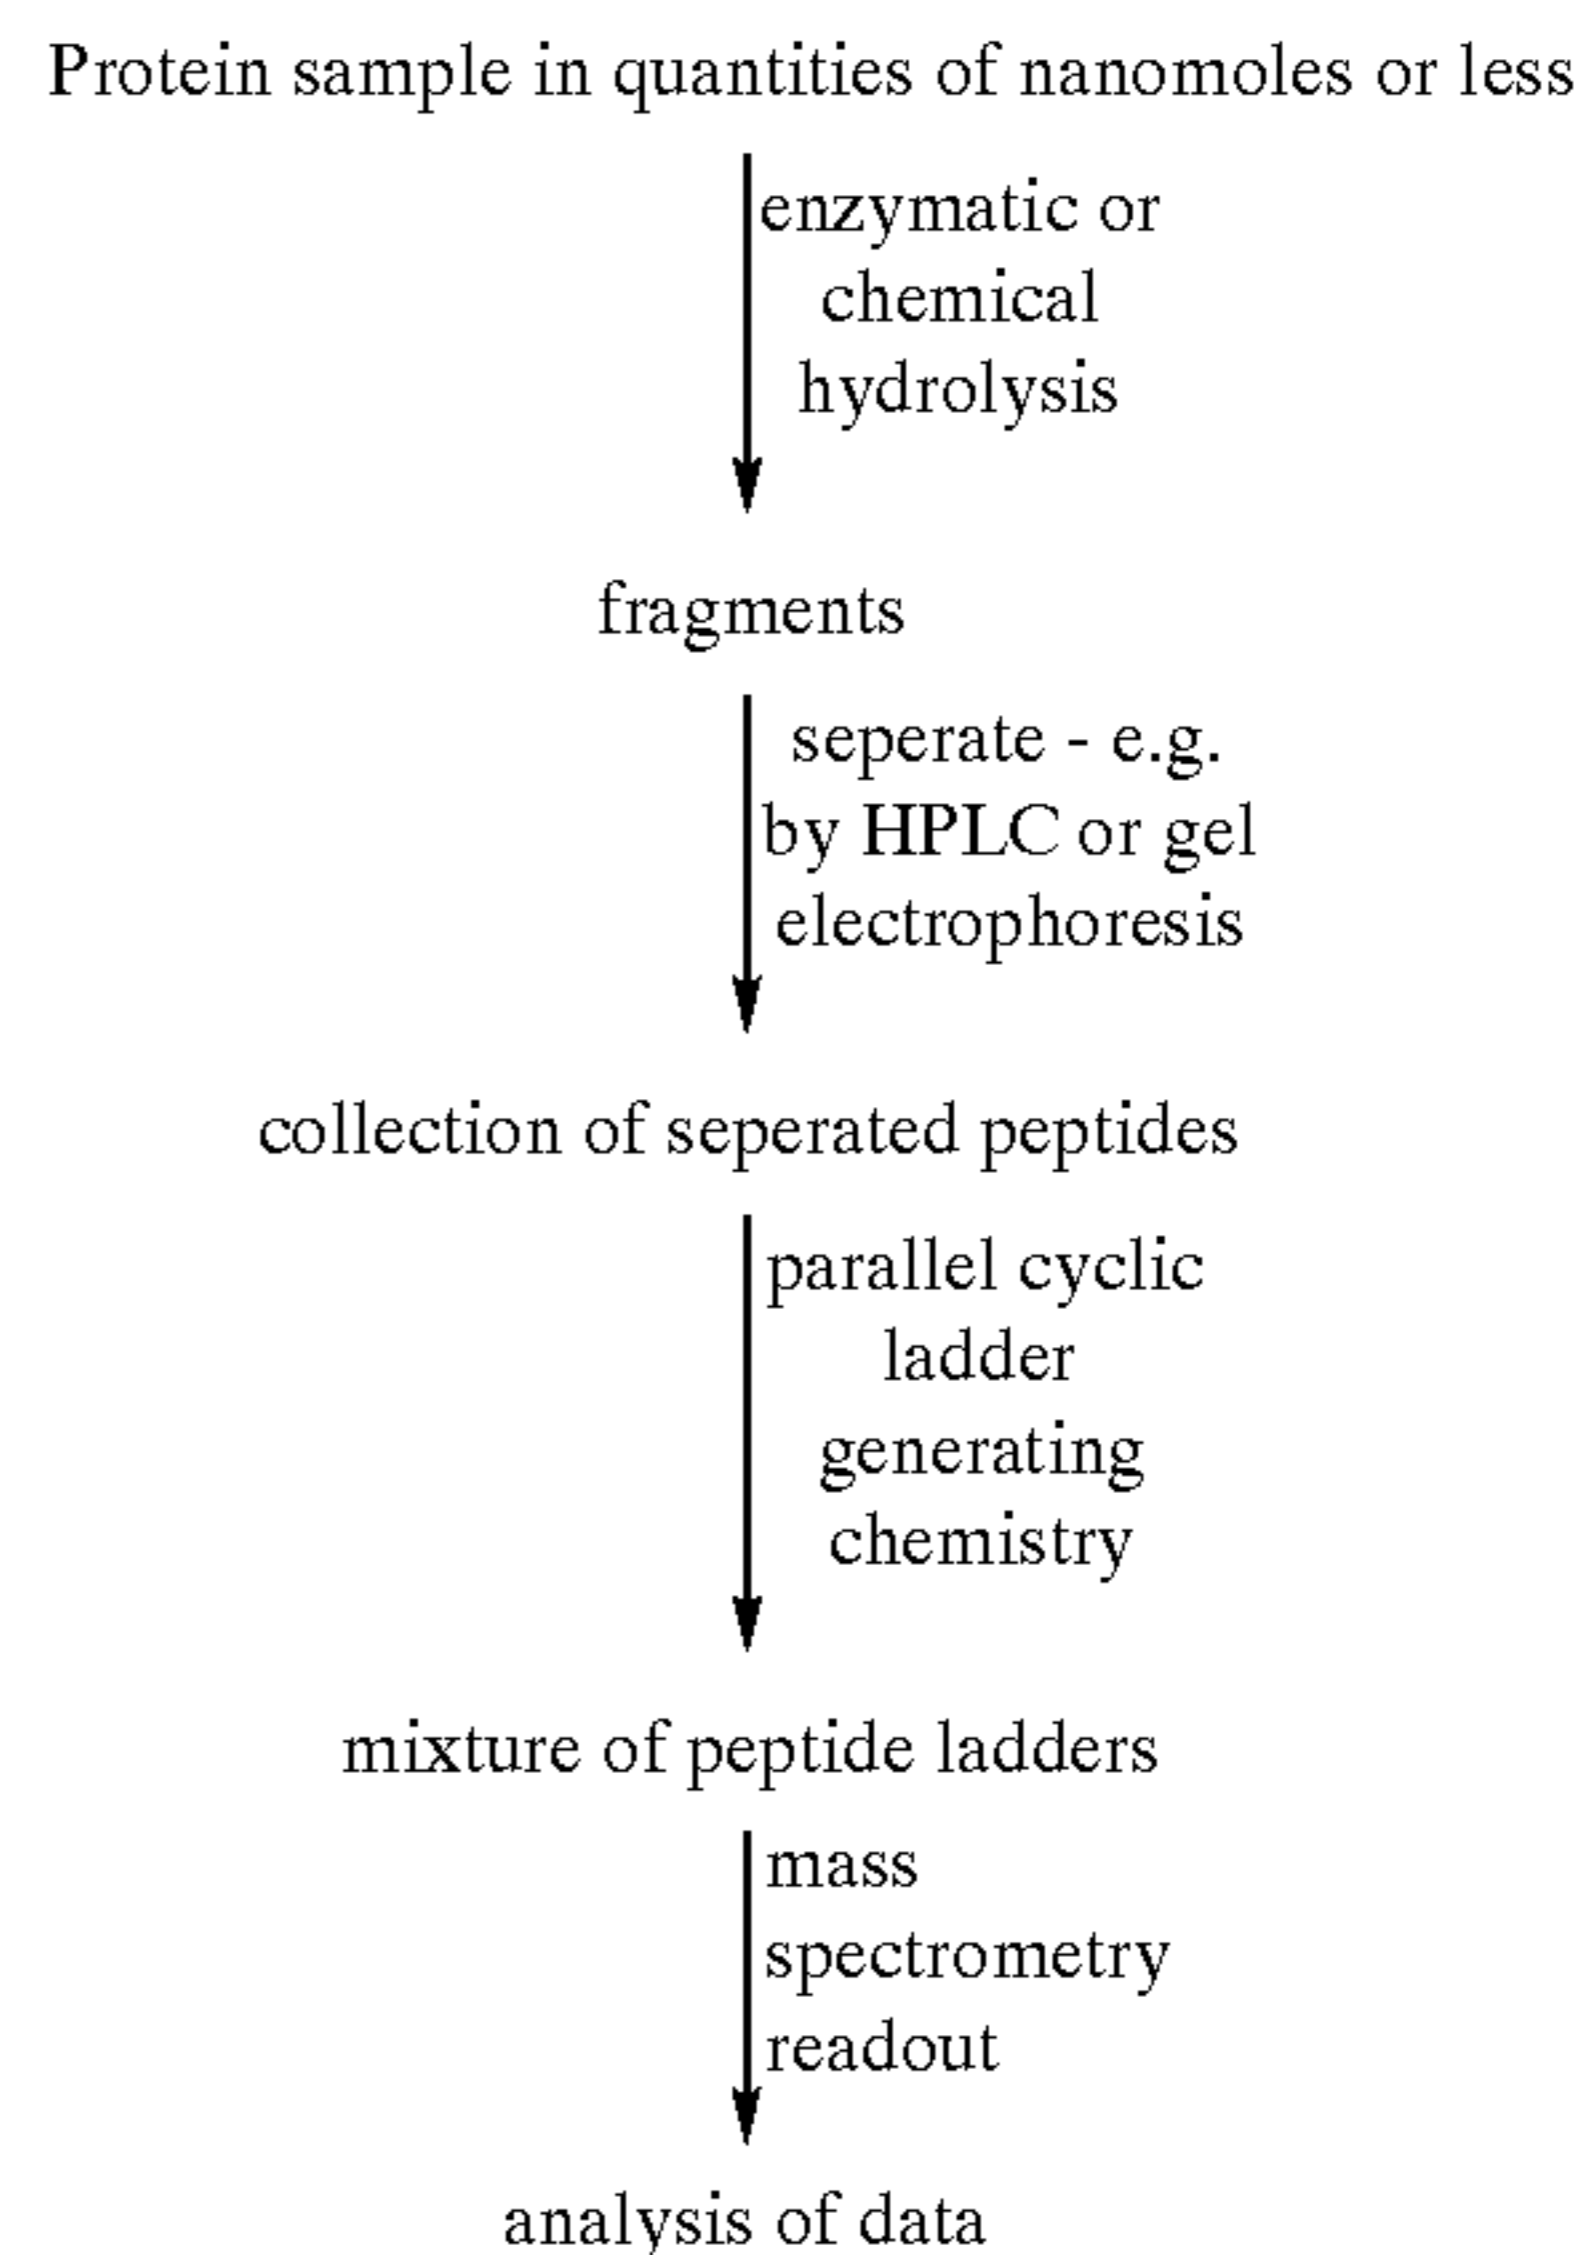 Protein sample in quantities of nanomoles or less
enzymatic or
chemical
hydrolysis
fragments
seperate - e.g.
by HPLC or gel
electrophoresis
collection of seperated peptides
parallel cyclic
ladder
generating
chemistry
mixture of peptide ladders
mass
spectrometry
readout
analysis of data